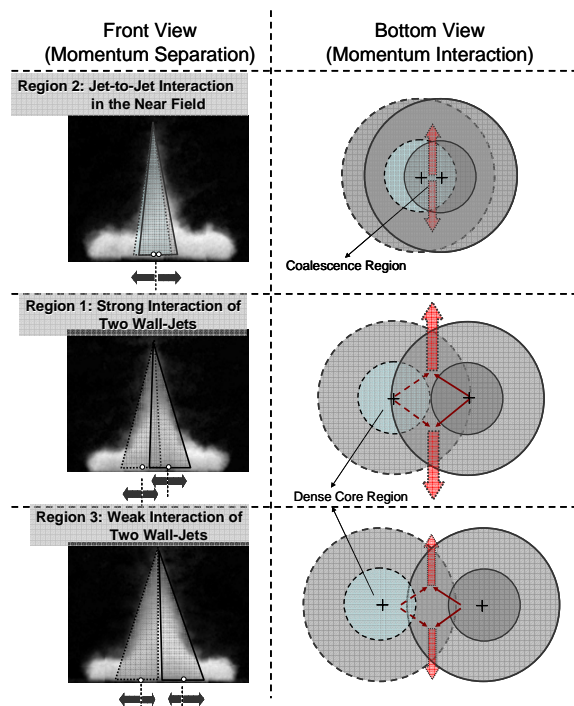 Front View
(Momentum Separation)
Bottom View
(Momentum Interaction)
Region 2: Jet-to-Jet Interaction
in the Near Field
Coalescence Region
Region 1: Strong Interaction of
Two Wall-Jets
Dense Core Region
Region 3: Weak Interaction of
Two Wall-Jets